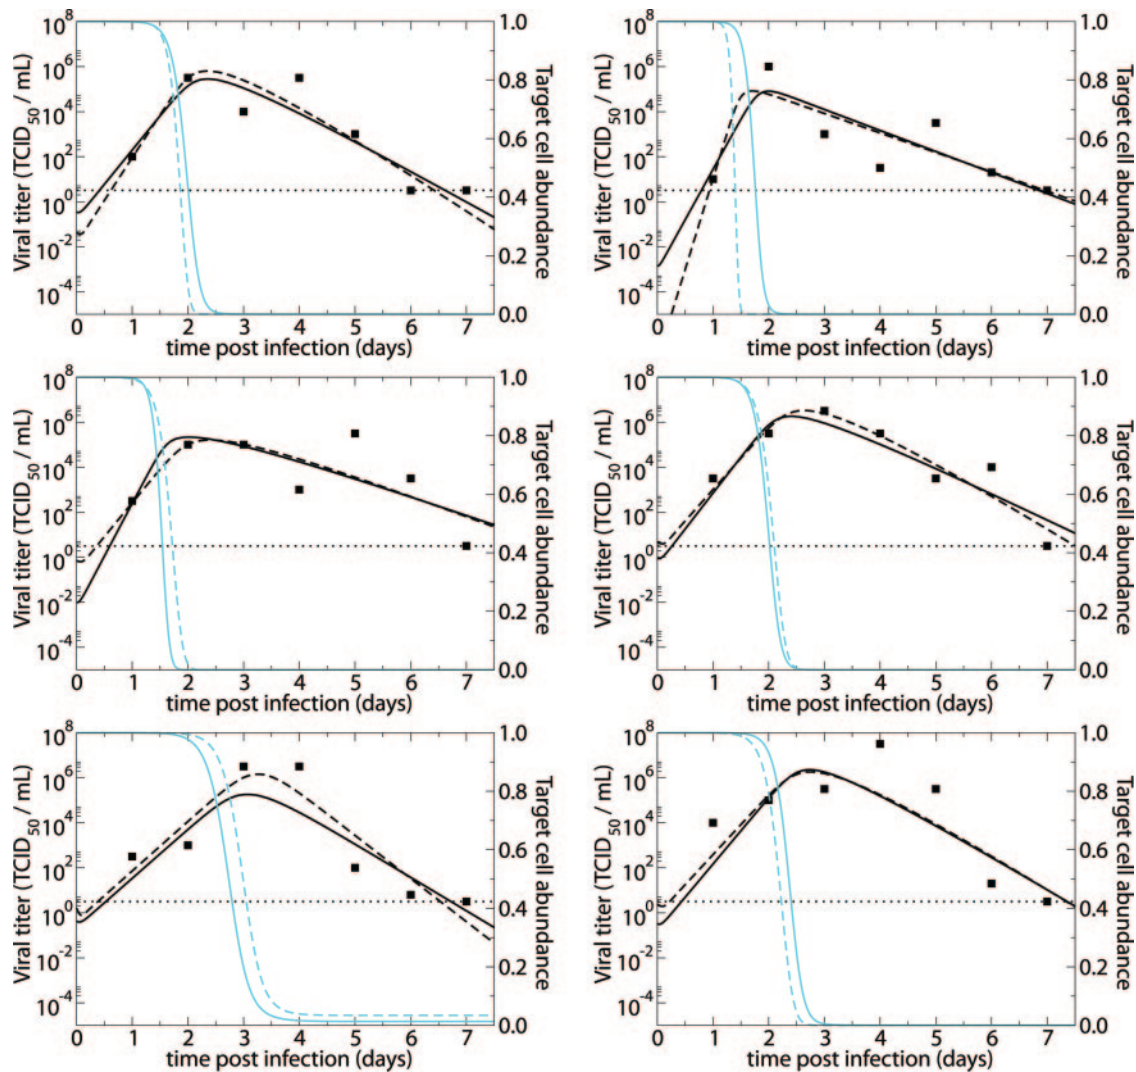 10^8 10^6 10^4 10^2 10^0 10^-2 10^-4
Viral titer (TCID50 / mL)
1.0 0.8 0.6 0.4 0.2 0.0
Target cell abundance
0 1 2 3 4 5 6 7
time post infection (days)
10^8 10^6 10^4 10^2 10^0 10^-2 10^-4
Viral titer (TCID50 / mL)
1.0 0.8 0.6 0.4 0.2 0.0
Target cell abundance
0 1 2 3 4 5 6 7
time post infection (days)
10^8 10^6 10^4 10^2 10^0 10^-2 10^-4
Viral titer (TCID50 / mL)
1.0 0.8 0.6 0.4 0.2 0.0
Target cell abundance
0 1 2 3 4 5 6 7
time post infection (days)
10^8 10^6 10^4 10^2 10^0 10^-2 10^-4
Viral titer (TCID50 / mL)
1.0 0.8 0.6 0.4 0.2 0.0
Target cell abundance
0 1 2 3 4 5 6 7
time post infection (days)
10^8 10^6 10^4 10^2 10^0 10^-2 10^-4
Viral titer (TCID50 / mL)
1.0 0.8 0.6 0.4 0.2 0.0
Target cell abundance
0 1 2 3 4 5 6 7
time post infection (days)
10^8 10^6 10^4 10^2 10^0 10^-2 10^-4
Viral titer (TCID50 / mL)
1.0 0.8 0.6 0.4 0.2 0.0
Target cell abundance
0 1 2 3 4 5 6 7
time post infection (days)